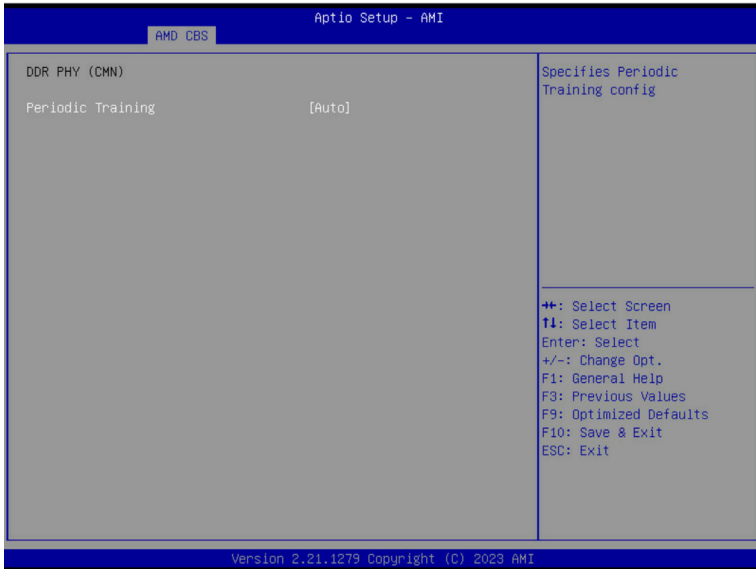 Aptio Setup – AMI
AMD CBS
DDR PHY (CMN)
Periodic Training [Auto]
Specifies Periodic
Training config
→←: Select Screen
↑↓: Select Item
Enter: Select
+/-: Change Opt.
F1: General Help
F3: Previous Values
F9: Optimized Defaults
F10: Save & Exit
ESC: Exit
Version 2.21.1279 Copyright (C) 2023 AMI